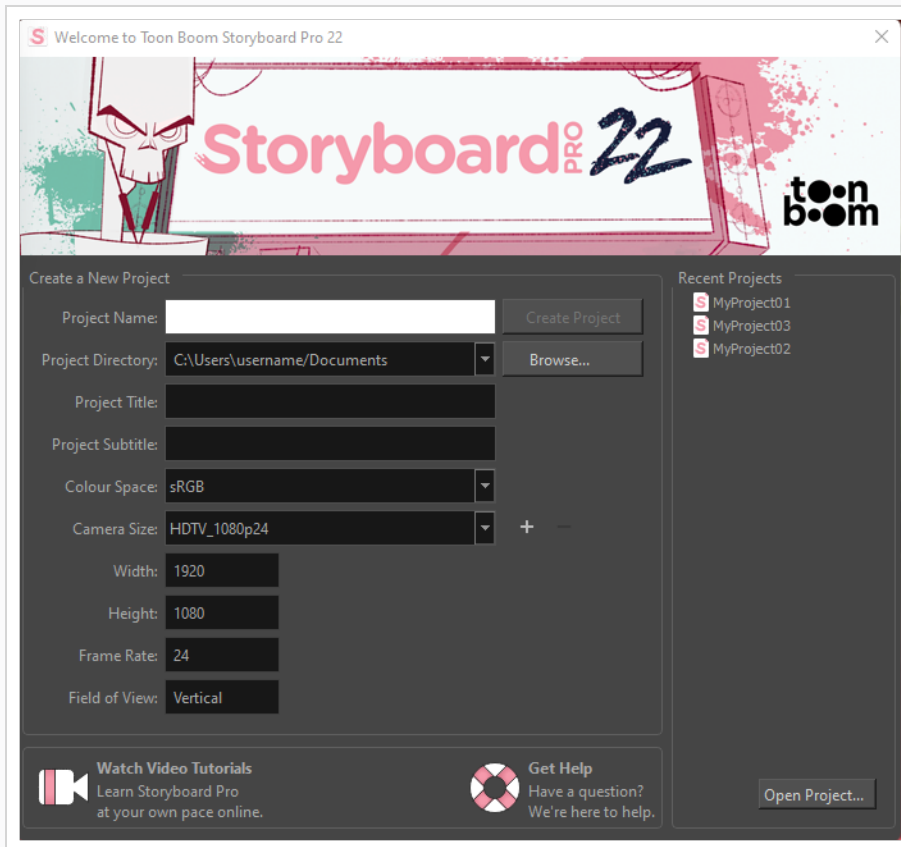 Welcome to Toon Boom Storyboard Pro 22
Storyboard PRO 22
toon
boom
Create a New Project
Project Name:
Create Project
Project Directory: C:\Users\username/Documents
Browse...
Project Title:
Project Subtitle:
Colour Space: sRGB
Camera Size: HDTV_1080p24
Width: 1920
Height: 1080
Frame Rate: 24
Field of View: Vertical
Recent Projects
MyProject01
MyProject03
MyProject02
Watch Video Tutorials
Learn Storyboard Pro
at your own pace online.
Get Help
Have a question?
We're here to help.
Open Project...